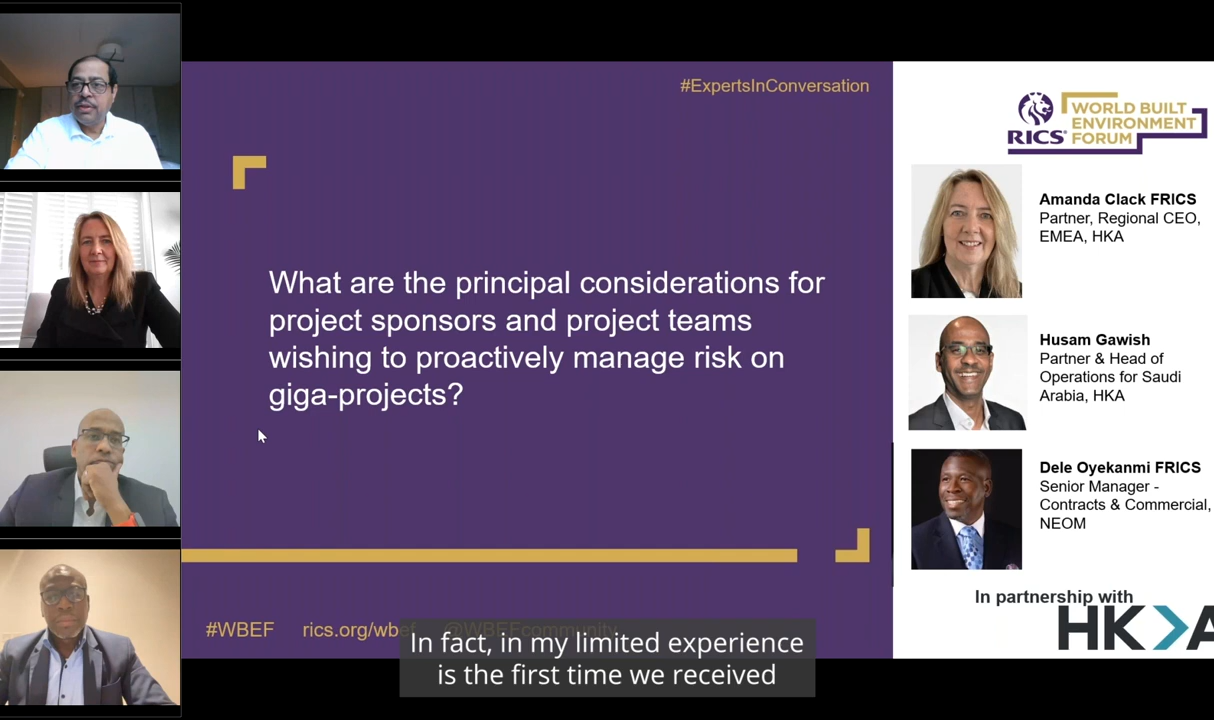 #ExpertsInConversation
What are the principal considerations for
project sponsors and project teams
wishing to proactively manage risk on
giga-projects?
#WBEF rics.org/wbef @WBEFcommunity
In fact, in my limited experience
is the first time we received
RICS
WORLD BUILT
ENVIRONMENT
FORUM
Amanda Clack FRICS
Partner, Regional CEO,
EMEA, HKA
Husam Gawish
Partner & Head of
Operations for Saudi
Arabia, HKA
Dele Oyekanmi FRICS
Senior Manager -
Contracts & Commercial,
NEOM
In partnership with
HKA